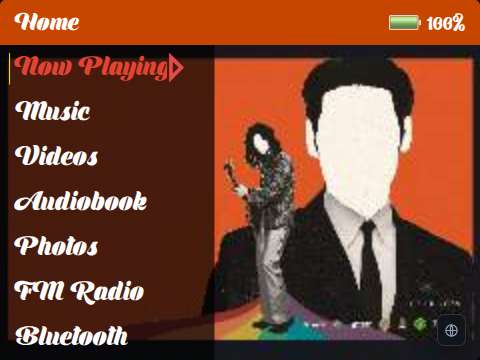 Home
100%
Now Playing
Music
Videos
Audiobook
Photos
FM Radio
Bluetooth